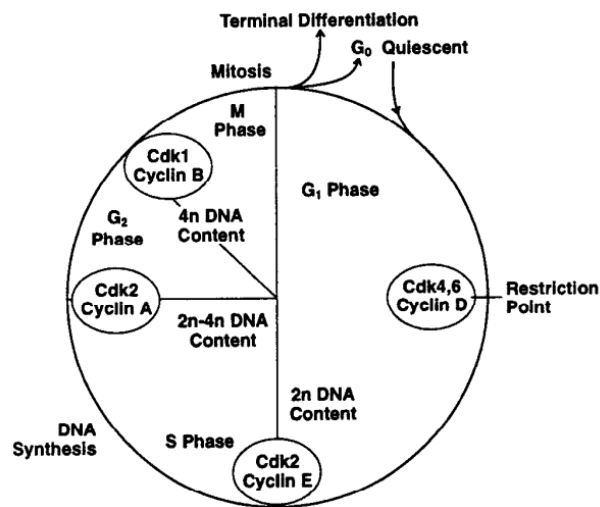 Terminal Differentiation
G₀ Quiescent
Mitosis
M
Phase
Cdk1
Cyclin B
G₁ Phase
4n DNA
Content
G₂
Phase
Cdk2
Cyclin A
Cdk4,6
Cyclin D
Restriction
Point
2n-4n DNA
Content
2n DNA
Content
DNA
Synthesis
S Phase
Cdk2
Cyclin E